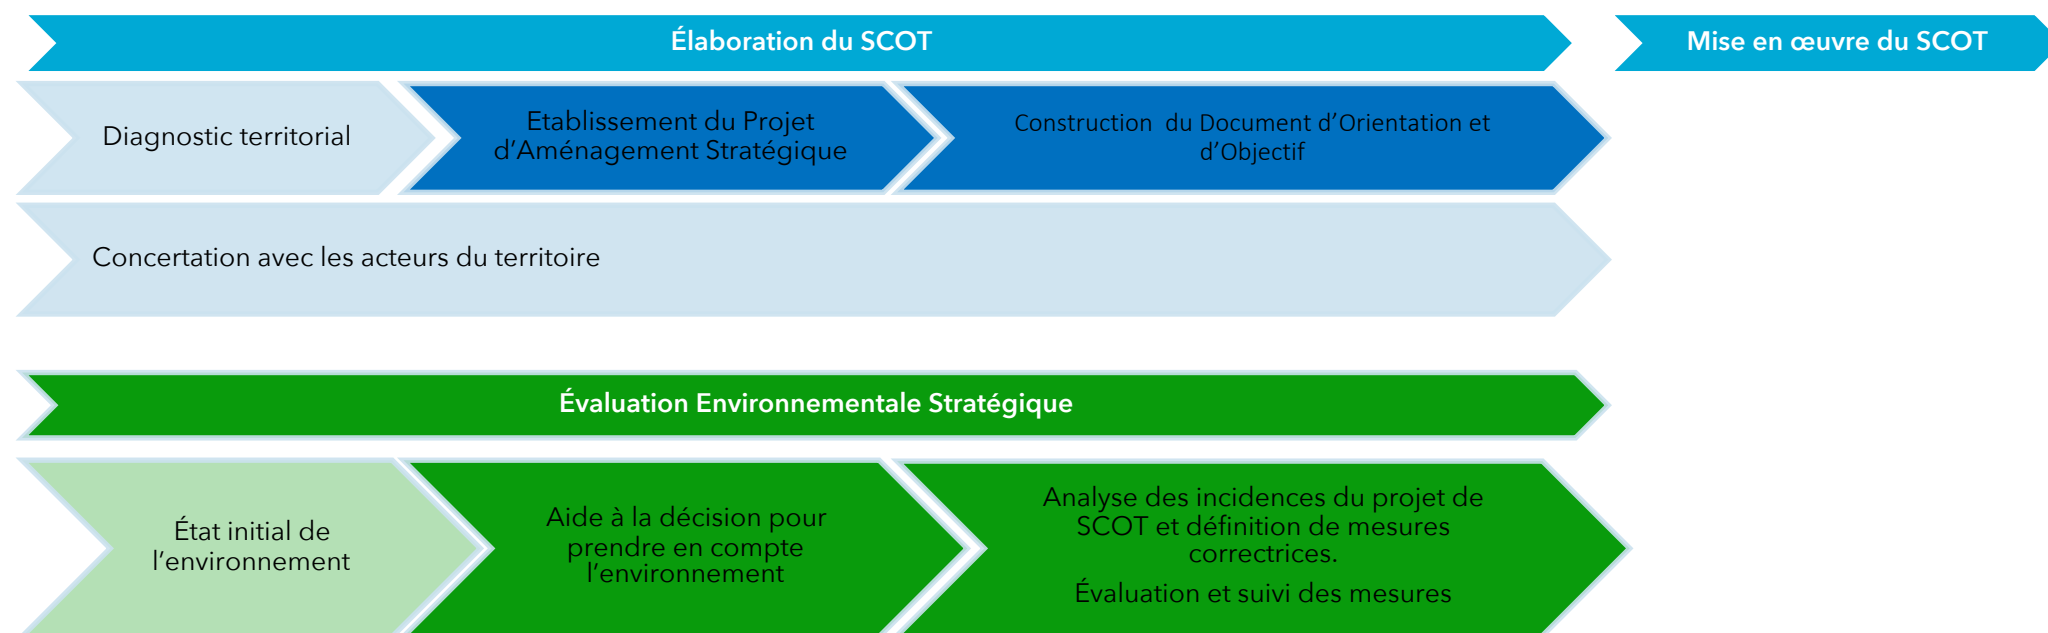 Élaboration du SCOT
Mise en œuvre du SCOT
Diagnostic territorial
Etablissement du Projet
d'Aménagement Stratégique
Construction  du Document d'Orientation et
d'Objectif
Concertation avec les acteurs du territoire
Évaluation Environnementale Stratégique
État initial de
l'environnement
Aide à la décision pour
prendre en compte
l'environnement
Analyse des incidences du projet de
SCOT et définition de mesures
correctrices.
Évaluation et suivi des mesures